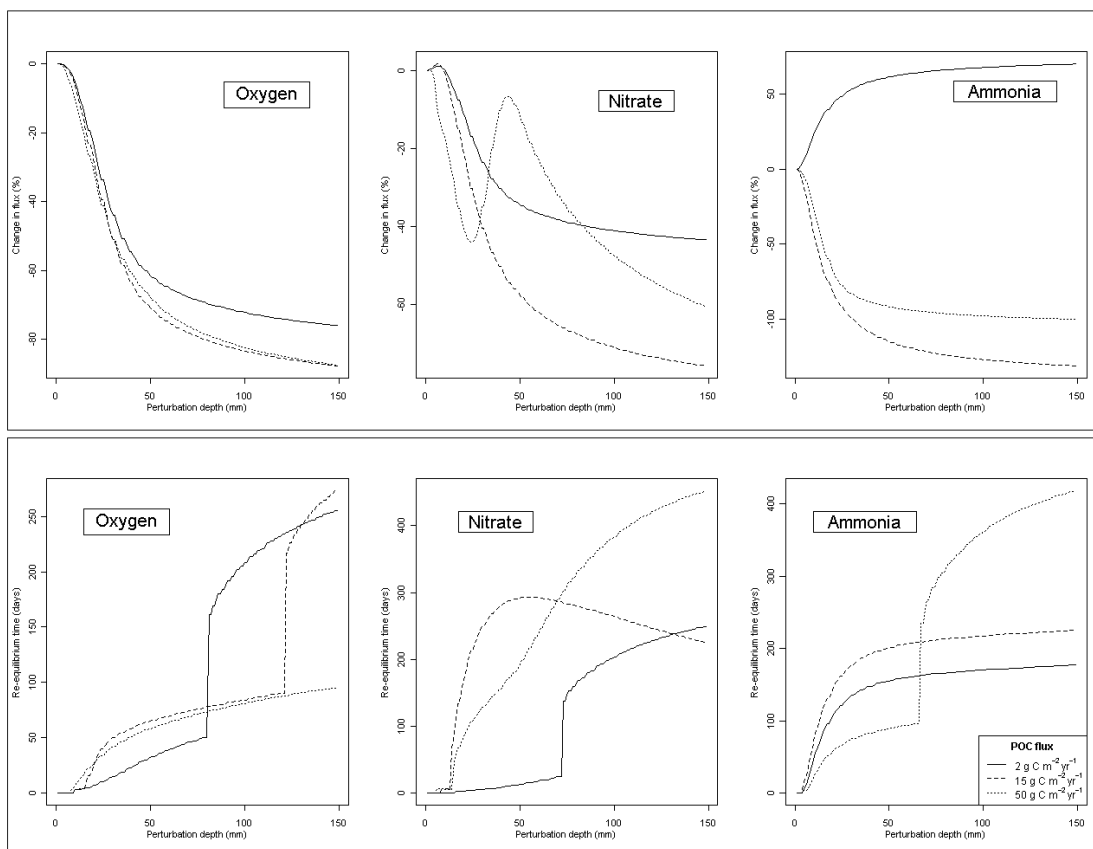 Oxygen
Change in flux (%)
0
-20
-40
-60
-80
0
50
100
150
Perturbation depth (mm)
Nitrate
Change in flux (%)
0
-20
-40
-60
0
50
100
150
Perturbation depth (mm)
Ammonia
Change in flux (%)
50
0
-50
-100
0
50
100
150
Perturbation depth (mm)
Oxygen
Re-equilibrium time (days)
250
200
150
100
50
0
0
50
100
150
Perturbation depth (mm)
Nitrate
Re-equilibrium time (days)
400
300
200
100
0
0
50
100
150
Perturbation depth (mm)
Ammonia
Re-equilibrium time (days)
400
300
200
100
0
0
50
100
150
Perturbation depth (mm)
POC flux
2 g C m⁻² yr⁻¹
15 g C m⁻² yr⁻¹
50 g C m⁻² yr⁻¹